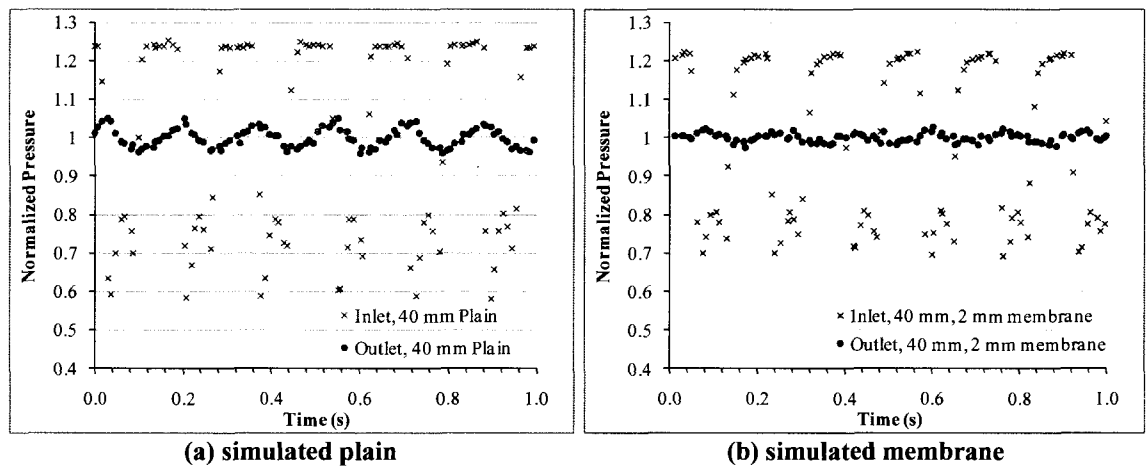 1.3
1.2
1.1
1
0.9
0.8
0.7
0.6
0.5
0.4
Normalized Pressure
× Inlet, 40 mm Plain
● Outlet, 40 mm Plain
0.0 0.2 0.4 0.6 0.8 1.0
Time (s)
(a) simulated plain
1.3
1.2
1.1
1
0.9
0.8
0.7
0.6
0.5
0.4
Normalized Pressure
× Inlet, 40 mm, 2 mm membrane
● Outlet, 40 mm, 2 mm membrane
0.0 0.2 0.4 0.6 0.8 1.0
Time (s)
(b) simulated membrane